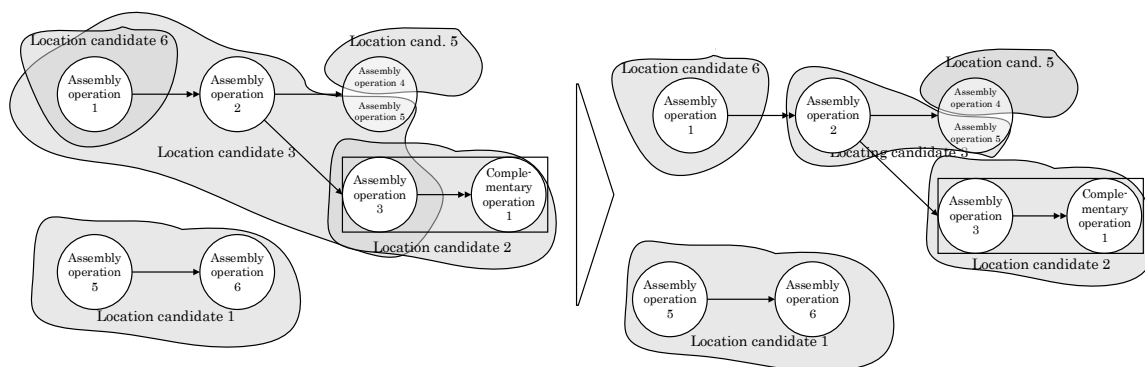 Location candidate 6
Location cand. 5
Assembly
operation
1
Assembly
operation
2
Assembly
operation 4
Assembly
operation 5
Location candidate 3
Assembly
operation
3
Comple-
mentary
operation
1
Location candidate 2
Assembly
operation
5
Assembly
operation
6
Location candidate 1
Location candidate 6
Location cand. 5
Assembly
operation
1
Assembly
operation
2
Assembly
operation 4
Assembly
operation 5
Locating candidate 3
Assembly
operation
3
Comple-
mentary
operation
1
Location candidate 2
Assembly
operation
5
Assembly
operation
6
Location candidate 1